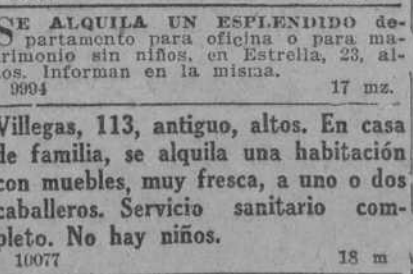 SE ALQUILA UN ESPLENDIDO de-
partamento para oficina o para ma-
trimonio sin niños, en Estrella, 23, al-
tos. Informan en la misma.
9994 17 mz.
Villegas, 113, antiguo, altos. En casa
de familia, se alquila una habitación
con muebles, muy fresca, a uno o dos
caballeros. Servicio sanitario com-
pleto. No hay niños.
10077 18 m